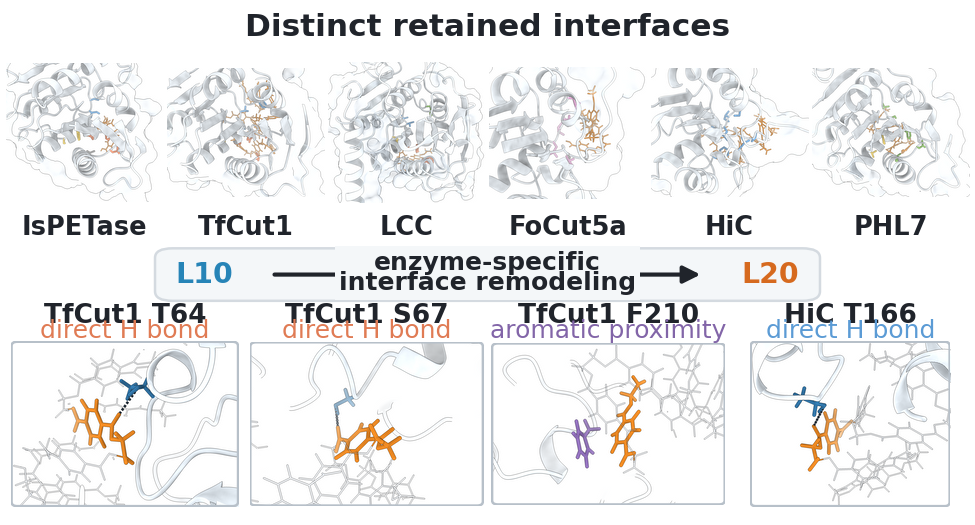 Distinct retained interfaces
IsPETase
TfCut1
LCC
FoCut5a
HiC
PHL7
L10
enzyme-specific
interface remodeling
L20
TfCut1 T64
direct H bond
TfCut1 S67
direct H bond
TfCut1 F210
aromatic proximity
HiC T166
direct H bond